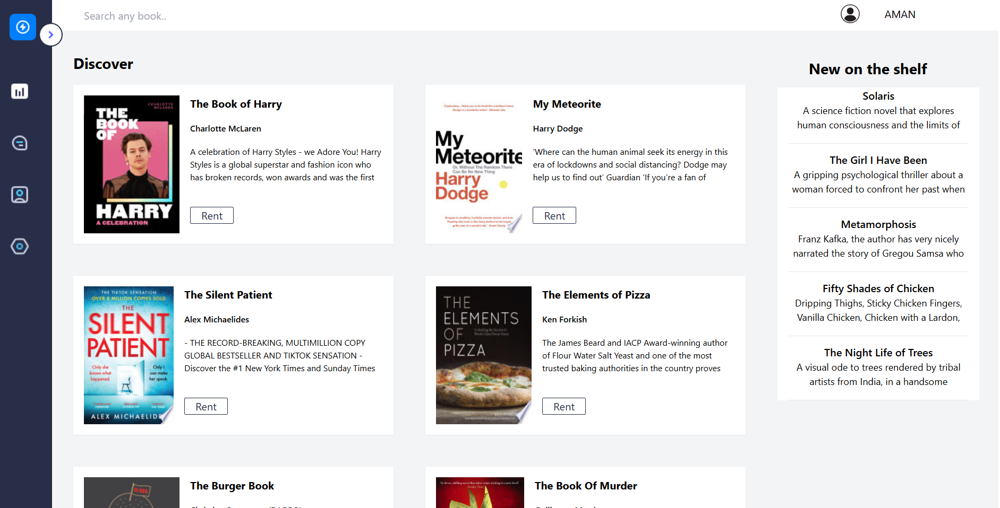 Search any book..
AMAN
Discover
New on the shelf
CHARLOTTE
MCLAREN
THE
BOOK
OF
HARRY
A CELEBRATION
The Book of Harry
Charlotte McLaren
A celebration of Harry Styles - we Adore You! Harry
Styles is a global superstar and fashion icon who
has broken records, won awards and was the first
Rent
My
Meteorite
Or, Without The Random There
Can Be No New Thing
Harry
Dodge
My Meteorite
Harry Dodge
‘Where can the human animal seek its energy in this
era of lockdowns and social distancing? Dodge may
help us to find out’ Guardian ‘If you’re a fan of
Rent
THE TIKTOK SENSATION
OVER 8 MILLION COPIES SOLD
THE
SILENT
PATIENT
Only she
knows what
happened.
Only I
can make
her speak.
ALEX MICHAELID
The Silent Patient
Alex Michaelides
- THE RECORD-BREAKING, MULTIMILLION COPY
GLOBAL BESTSELLER AND TIKTOK SENSATION -
Discover the #1 New York Times and Sunday Times
Rent
THE
ELEMENTS
OF
PIZZA
Unlocking the Secrets to
World-Class Pies at Home
The Elements of Pizza
Ken Forkish
The James Beard and IACP Award-winning author
of Flour Water Salt Yeast and one of the most
trusted baking authorities in the country proves
Rent
The Burger Book
The Book Of Murder
Solaris
A science fiction novel that explores
human consciousness and the limits of
The Girl I Have Been
A gripping psychological thriller about a
woman forced to confront her past when
Metamorphosis
Franz Kafka, the author has very nicely
narrated the story of Gregou Samsa who
Fifty Shades of Chicken
Dripping Thighs, Sticky Chicken Fingers,
Vanilla Chicken, Chicken with a Lardon,
The Night Life of Trees
A visual ode to trees rendered by tribal
artists from India, in a handsome